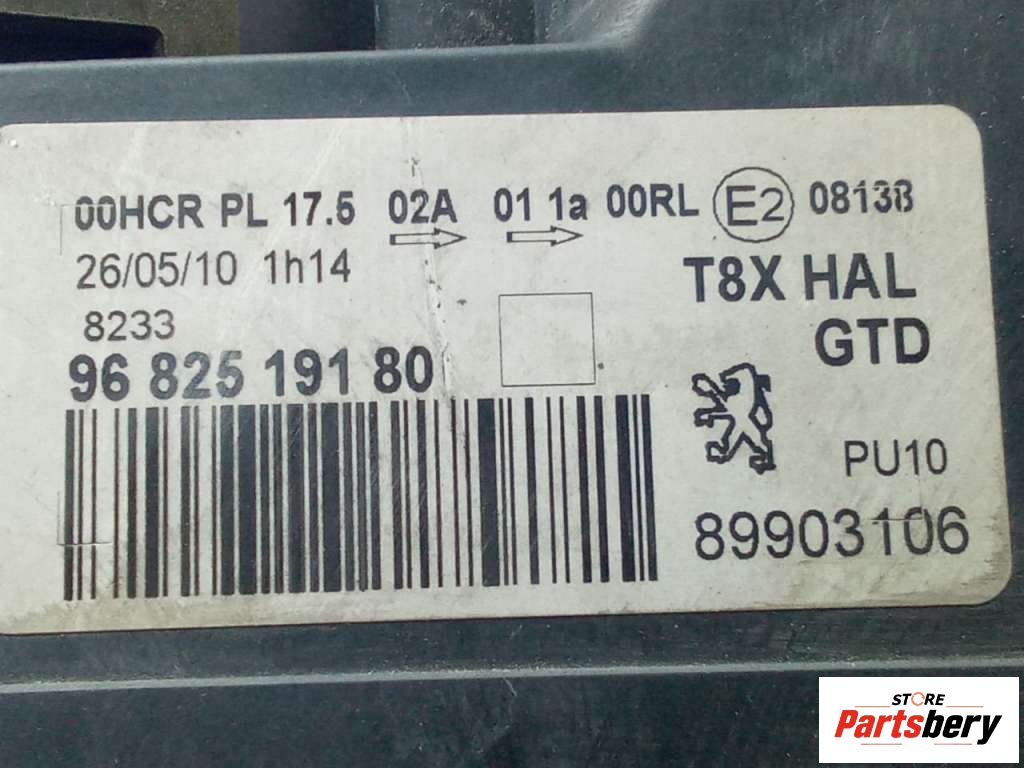 00HCR PL 17.5 02A 01 1a 00RL E2 08138
26/05/10 1h14
T8X HAL
8233
GTD
96 825 191 80
PU10
89903106
STORE
Partsbery